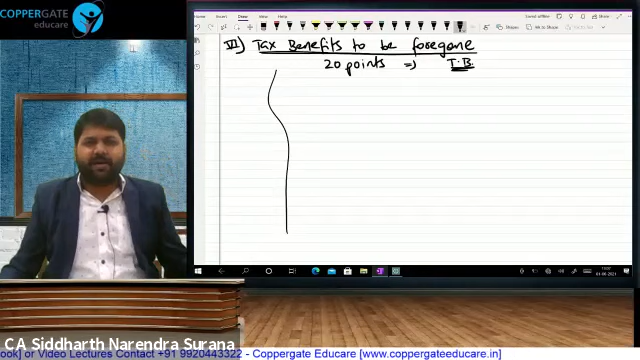 COPPERGATE
educare
VI) Tax Benefits to be foregone
20 points => T.B.
CA Siddharth Narendra Surana
ook] or Video Lectures Contact +91 9920443322 - Coppergate Educare [www.coppergateeducare.in]